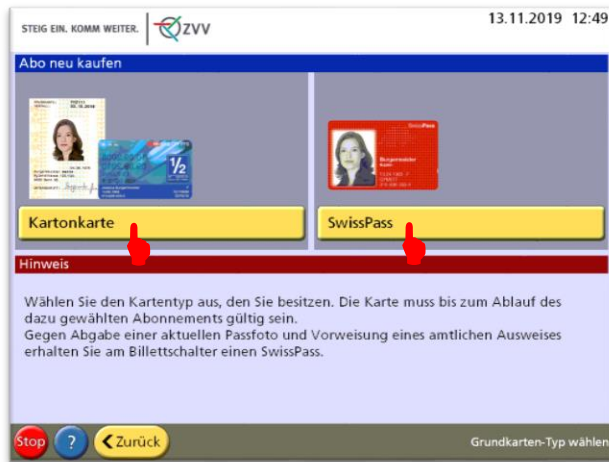 STEIG EIN. KOMM WEITER.
ZVV
13.11.2019 12:49
Abo neu kaufen
½
SwissPass
Kartonkarte
SwissPass
Hinweis
Wählen Sie den Kartentyp aus, den Sie besitzen. Die Karte muss bis zum Ablauf des
dazu gewählten Abonnements gültig sein.
Gegen Abgabe einer aktuellen Passfoto und Vorweisung eines amtlichen Ausweises
erhalten Sie am Billettschalter einen SwissPass.
Stop
?
Zurück
Grundkarten-Typ wählen